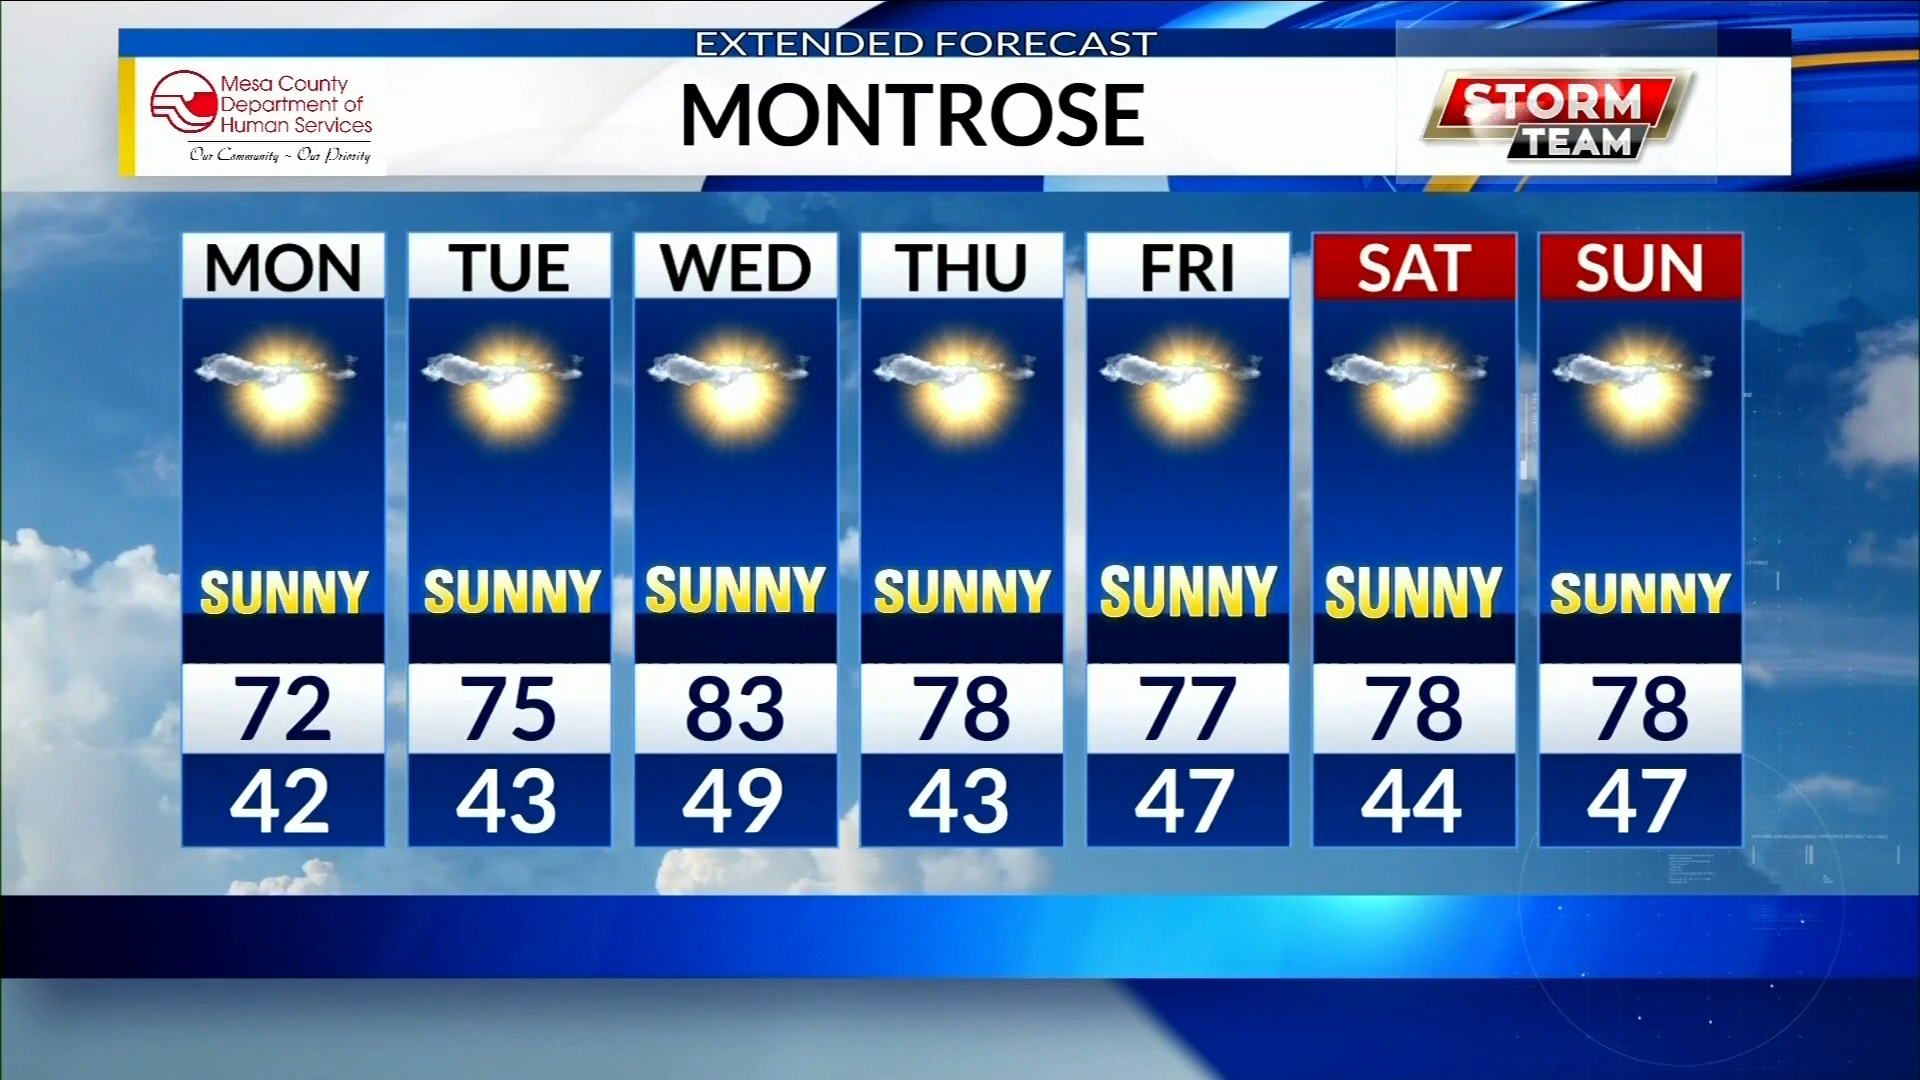 EXTENDED FORECAST
Mesa County
Department of
Human Services
Our Community ~ Our Priority
MONTROSE
STORM
TEAM
MON TUE WED THU FRI SAT SUN
SUNNY SUNNY SUNNY SUNNY SUNNY SUNNY SUNNY
72 75 83 78 77 78 78
42 43 49 43 47 44 47